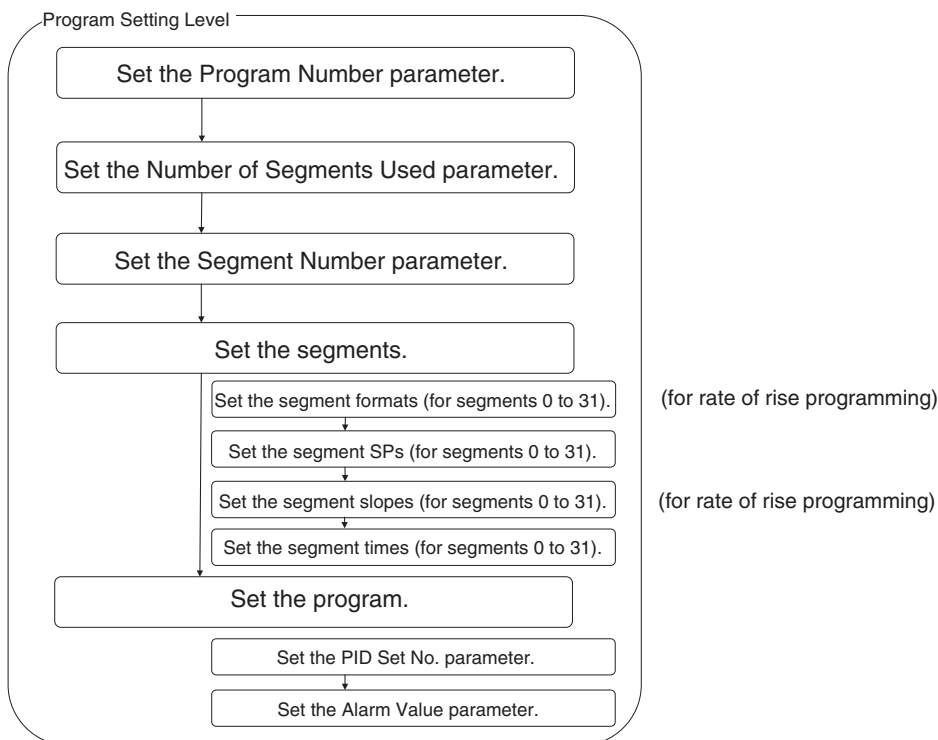 Program Setting Level
Set the Program Number parameter.
Set the Number of Segments Used parameter.
Set the Segment Number parameter.
Set the segments.
Set the segment formats (for segments 0 to 31).
(for rate of rise programming)
Set the segment SPs (for segments 0 to 31).
Set the segment slopes (for segments 0 to 31).
(for rate of rise programming)
Set the segment times (for segments 0 to 31).
Set the program.
Set the PID Set No. parameter.
Set the Alarm Value parameter.